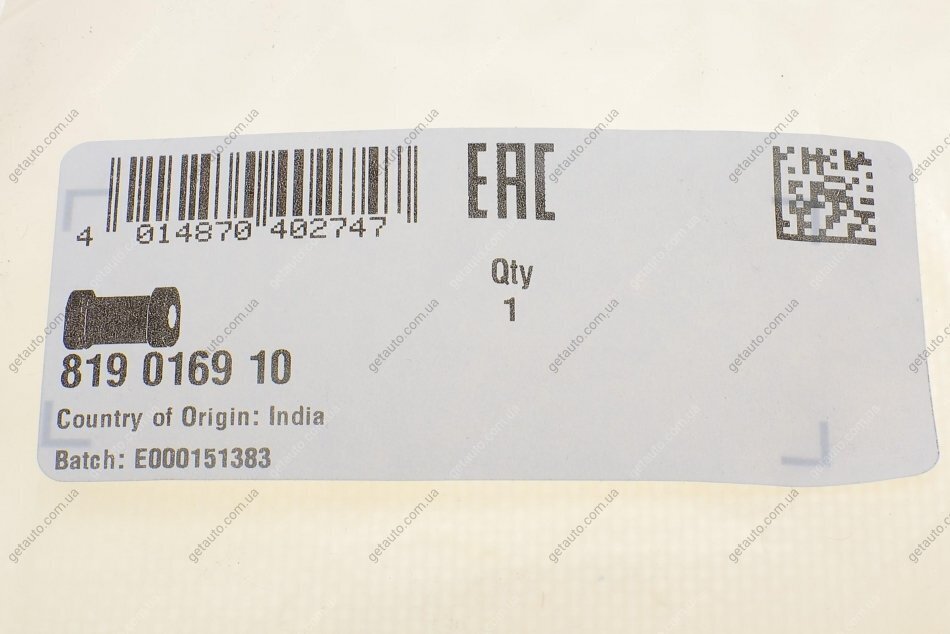 4 014870 402747
EAC
Qty
1
819 0169 10
Country of Origin: India
Batch: E000151383
getauto.com.ua